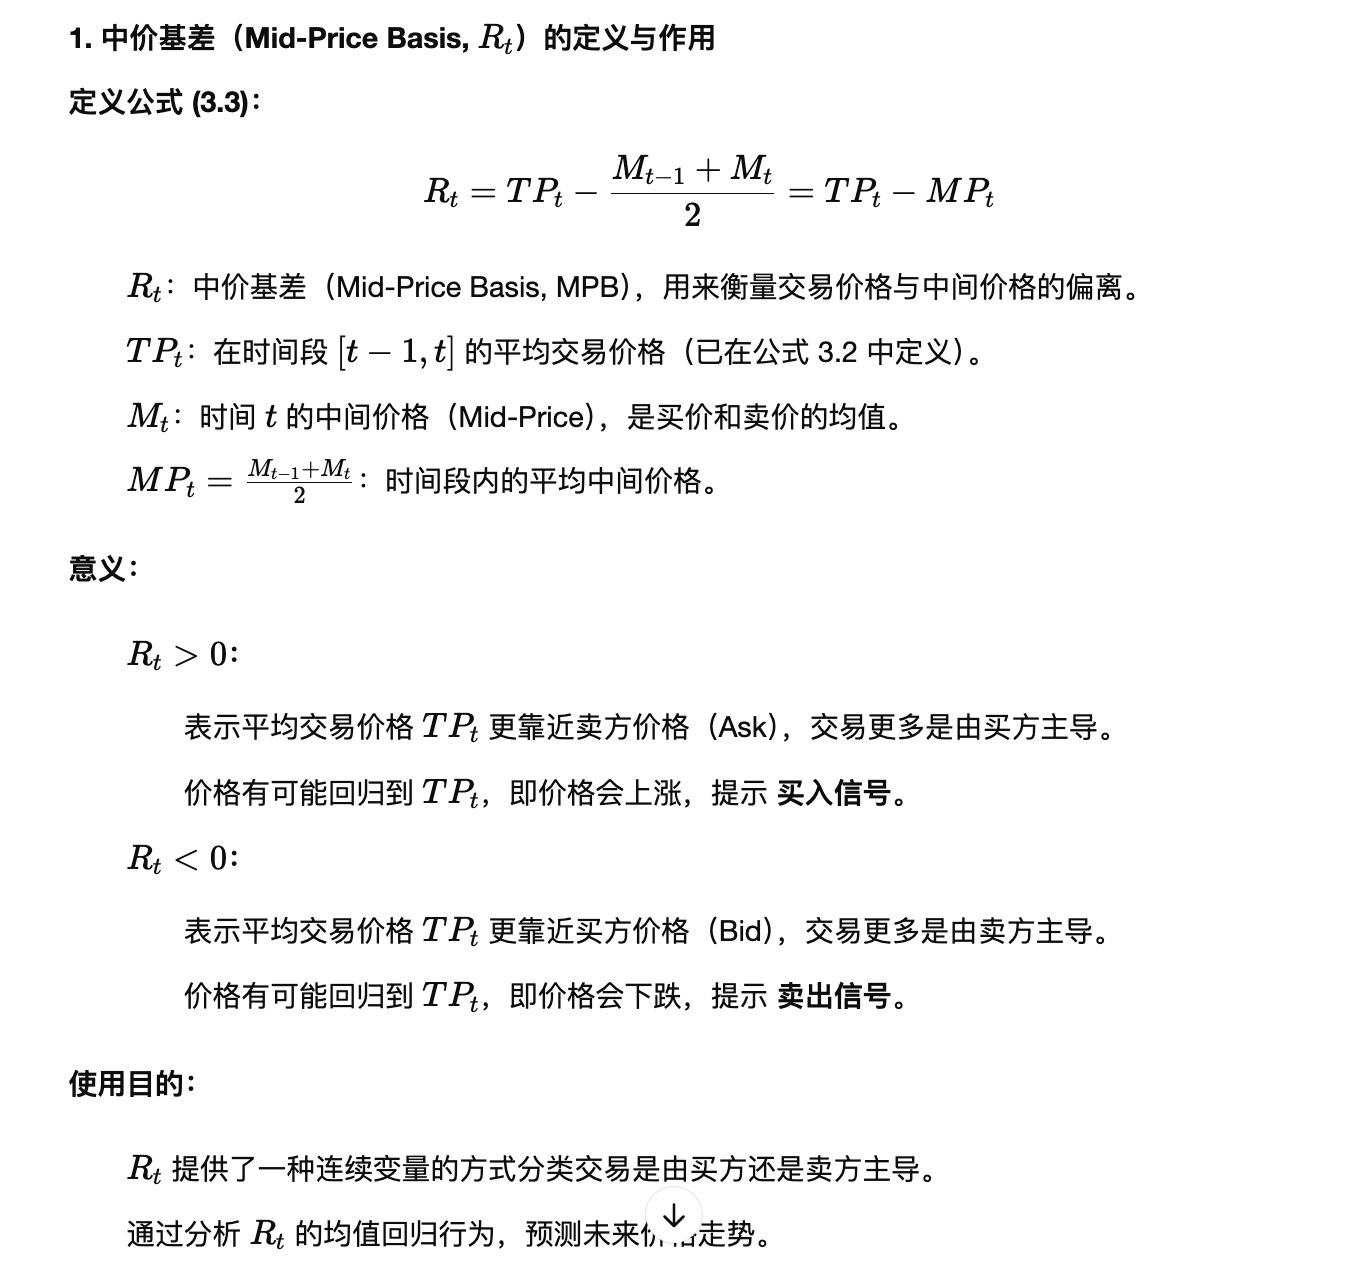 1. 中价基差（Mid-Price Basis, R_t）的定义与作用
定义公式 (3.3)：
R_t = TP_t − (M_{t−1} + M_t)/2 = TP_t − MP_t
R_t：中价基差（Mid-Price Basis, MPB），用来衡量交易价格与中间价格的偏离。
TP_t：在时间段 [t − 1, t] 的平均交易价格（已在公式 3.2 中定义）。
M_t：时间 t 的中间价格（Mid-Price），是买价和卖价的均值。
MP_t = (M_{t−1}+M_t)/2：时间段内的平均中间价格。
意义：
R_t > 0：
表示平均交易价格 TP_t 更靠近卖方价格（Ask），交易更多是由买方主导。
价格有可能回归到 TP_t，即价格会上涨，提示 买入信号。
R_t < 0：
表示平均交易价格 TP_t 更靠近买方价格（Bid），交易更多是由卖方主导。
价格有可能回归到 TP_t，即价格会下跌，提示 卖出信号。
使用目的：
R_t 提供了一种连续变量的方式分类交易是由买方还是卖方主导。
通过分析 R_t 的均值回归行为，预测未来走势。